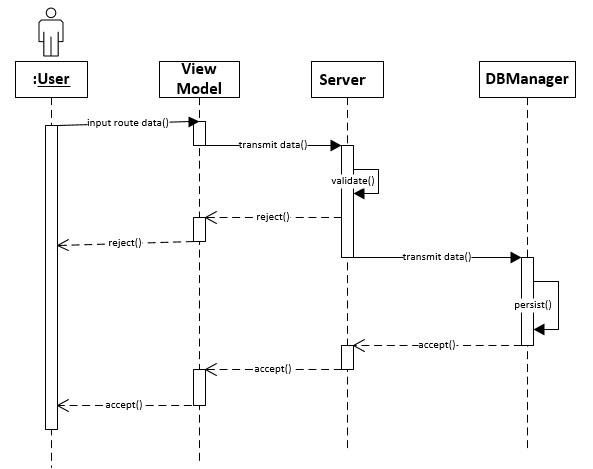 :User
View
Model
Server
DBManager
input route data()
transmit data()
validate()
reject()
reject()
transmit data()
persist()
accept()
accept()
accept()